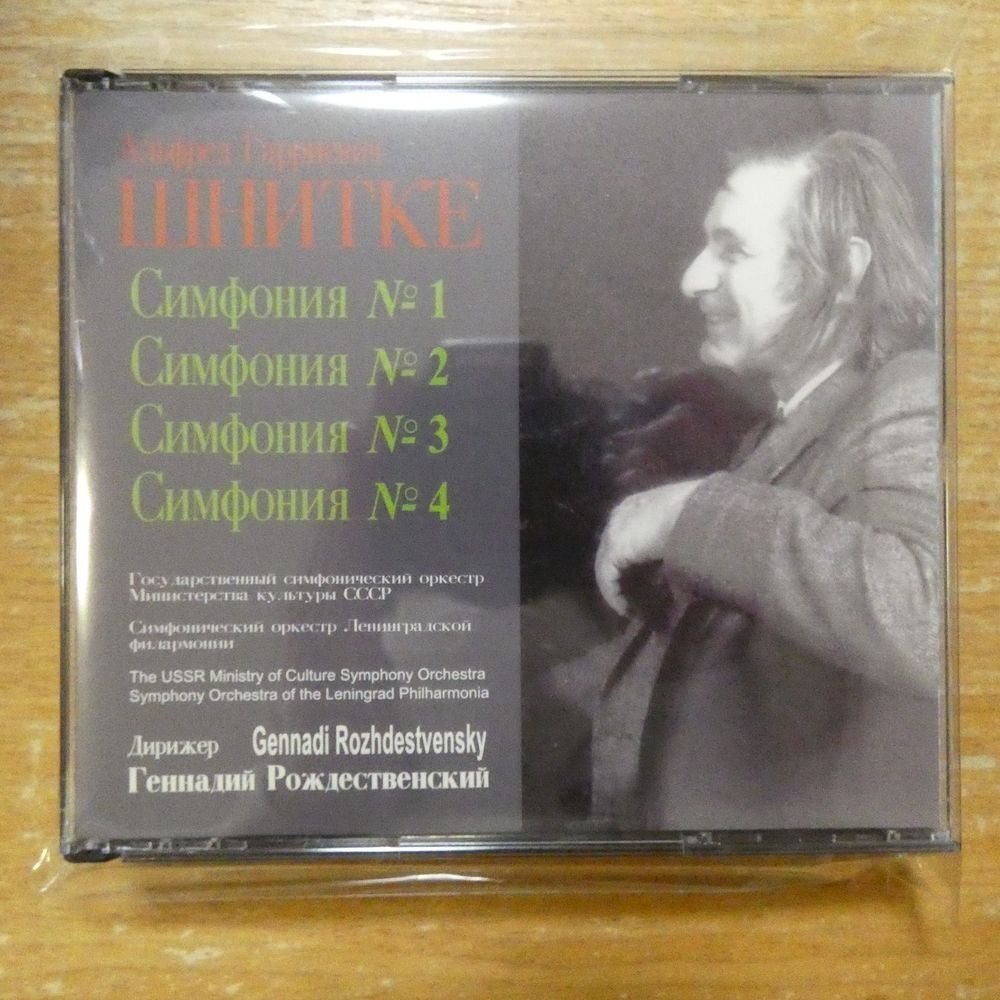 Альфред Гарриевич
ШНИТКЕ
Симфония № 1
Симфония № 2
Симфония № 3
Симфония № 4
Государственный симфонический оркестр
Министерства культуры СССР
Симфонический оркестр Ленинградской
филармонии
The USSR Ministry of Culture Symphony Orchestra
Symphony Orchestra of the Leningrad Philharmonia
Дирижер Gennadi Rozhdestvensky
Геннадий Рождественский